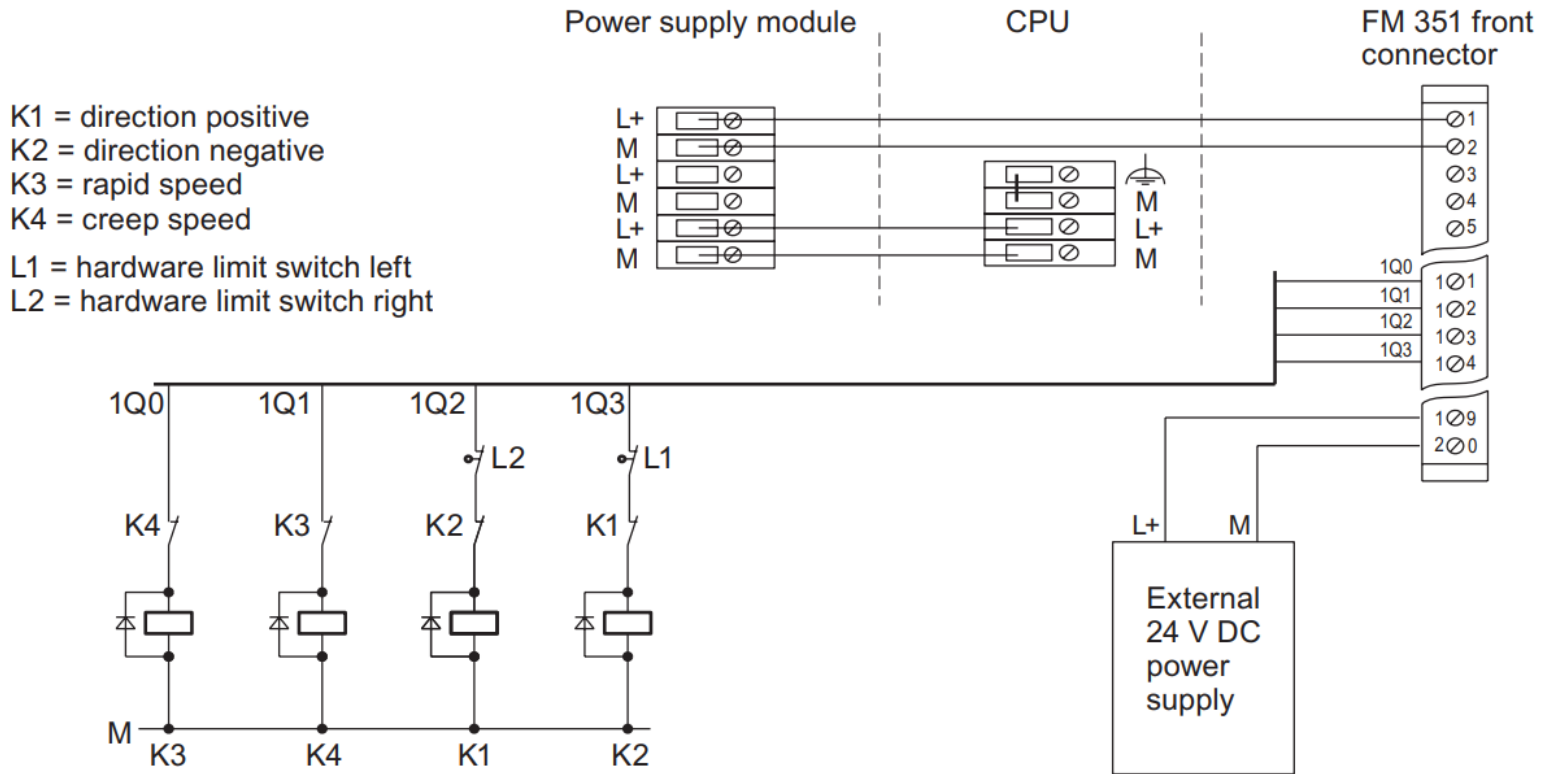 Power supply module
CPU
FM 351 front
connector
K1 = direction positive
K2 = direction negative
K3 = rapid speed
K4 = creep speed
L1 = hardware limit switch left
L2 = hardware limit switch right
L+
M
L+
M
L+
M
M
L+
M
1
2
3
4
5
1Q0
1Q1
1Q2
1Q3
1 1
1 2
1 3
1 4
1 9
2 0
1Q0
1Q1
1Q2
1Q3
L2
L1
K4
K3
K2
K1
M
K3
K4
K1
K2
L+
M
External
24 V DC
power
supply